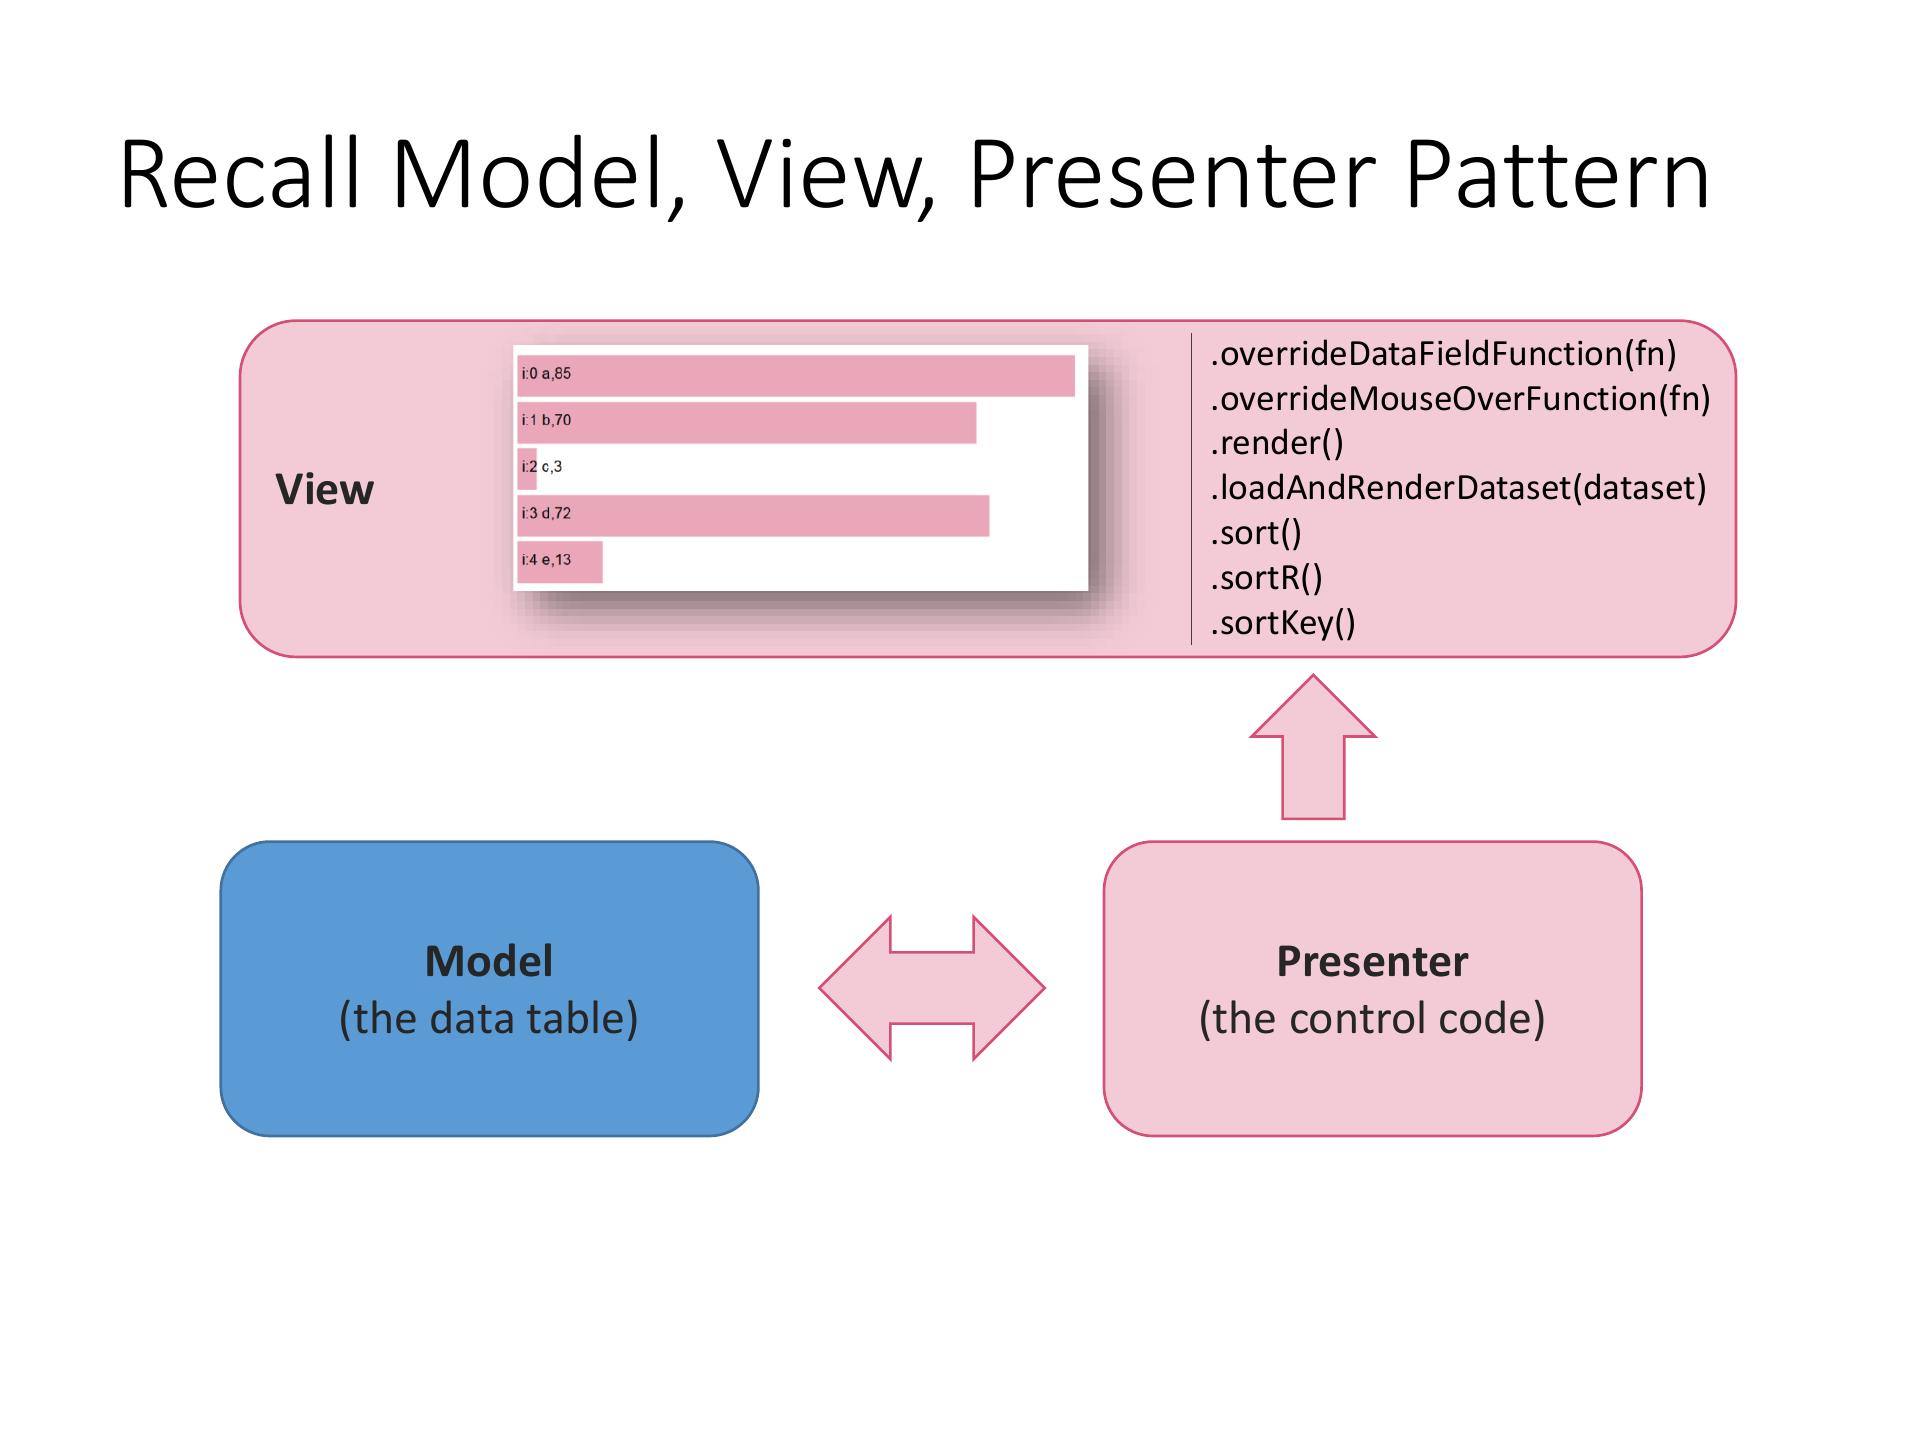 Recall Model, View, Presenter Pattern
View
i:0 a,85
i:1 b,70
i:2 c,3
i:3 d,72
i:4 e,13
.overrideDataFieldFunction(fn)
.overrideMouseOverFunction(fn)
.render()
.loadAndRenderDataset(dataset)
.sort()
.sortR()
.sortKey()
Model
(the data table)
Presenter
(the control code)